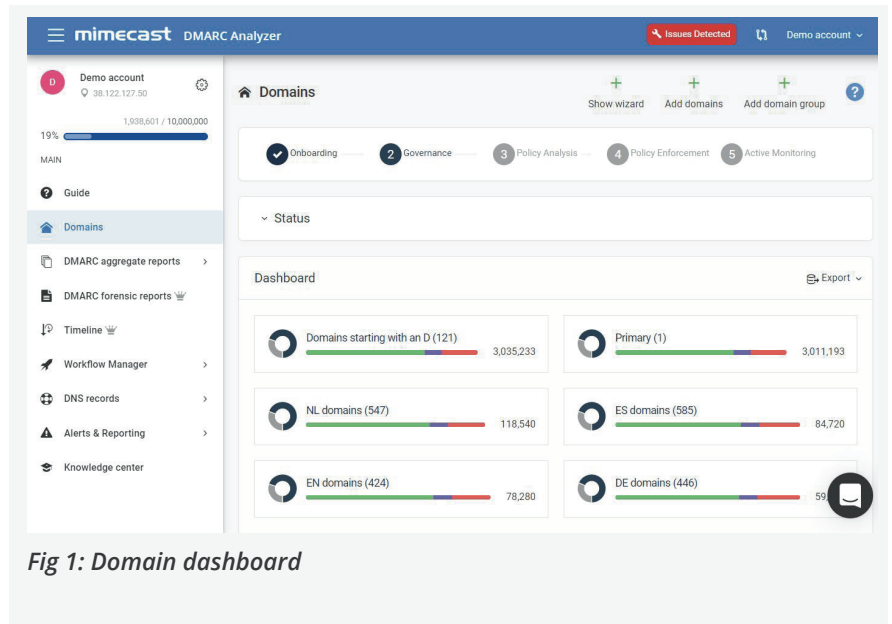 mimecast DMARC Analyzer
Issues Detected
Demo account
D
Demo account
38.122.127.50
1,938,601 / 10,000,000
19%
MAIN
Guide
Domains
DMARC aggregate reports
DMARC forensic reports
Timeline
Workflow Manager
DNS records
Alerts & Reporting
Knowledge center
Domains
Show wizard
Add domains
Add domain group
?
Onboarding
2 Governance
3 Policy Analysis
4 Policy Enforcement
5 Active Monitoring
Status
Dashboard
Export
Domains starting with an D (121)
3,035,233
Primary (1)
3,011,193
NL domains (547)
118,540
ES domains (585)
84,720
EN domains (424)
78,280
DE domains (446)
Fig 1: Domain dashboard